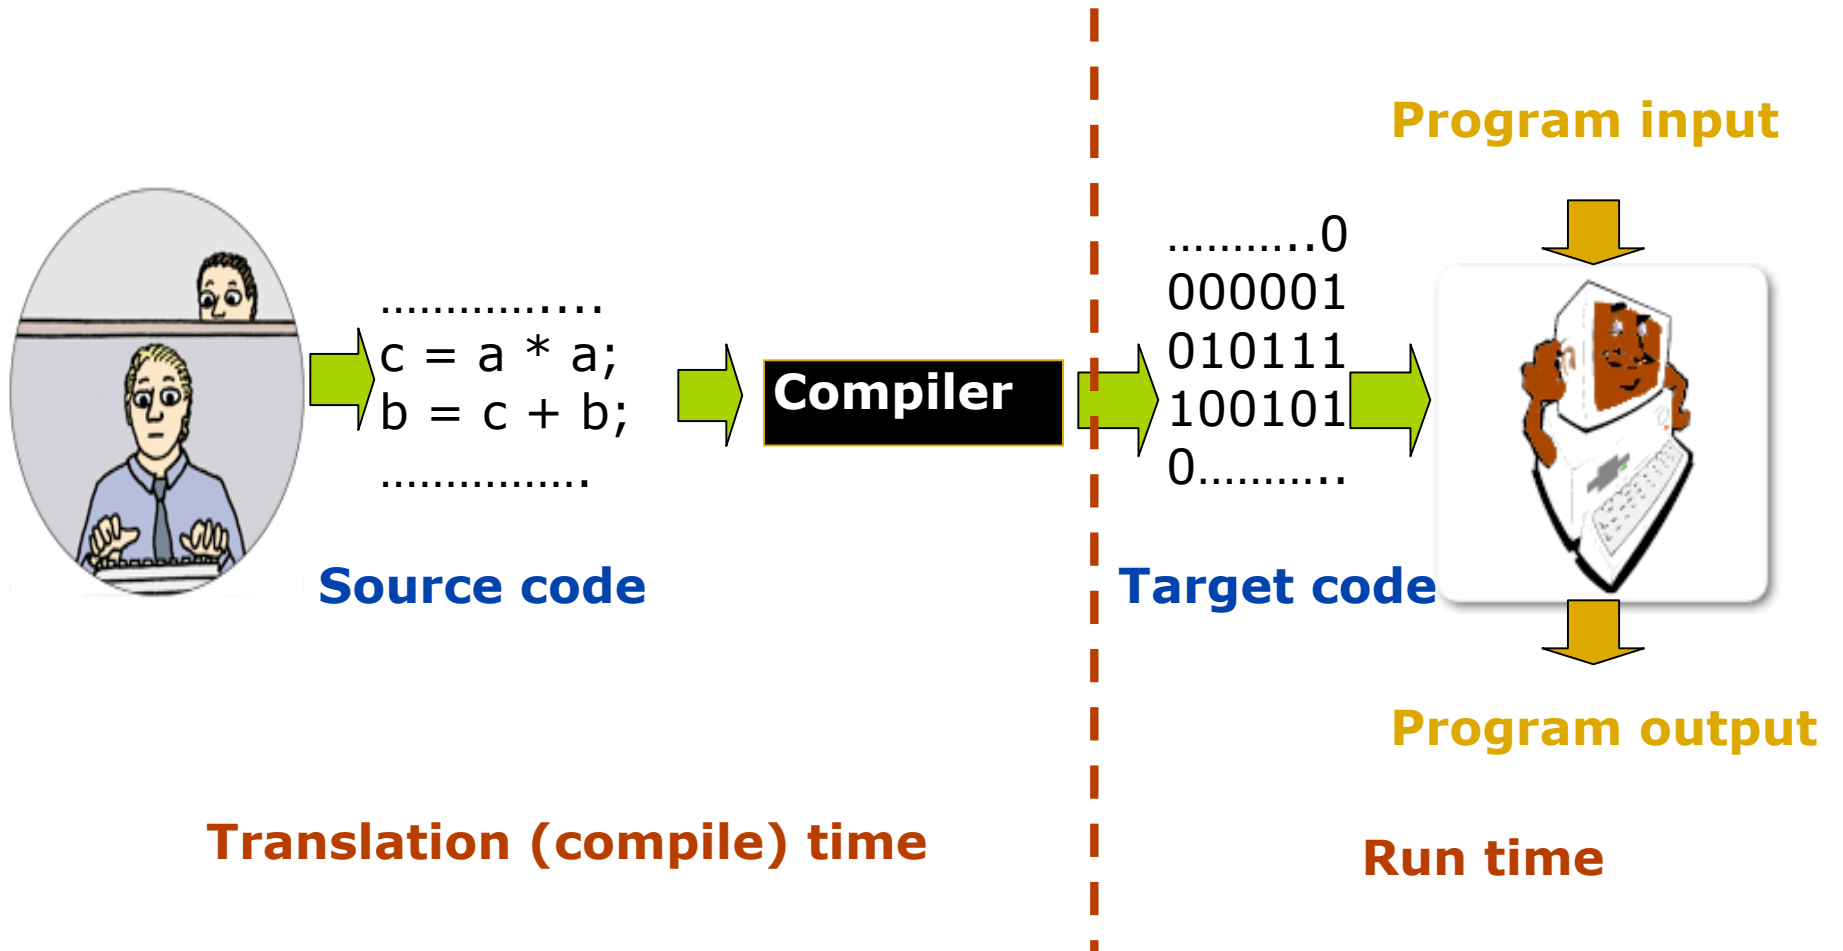 ……………....
c = a * a;
b = c + b;
…………….
Source code
Compiler
………..0
000001
010111
100101
0………..
Target code
Program input
Program output
Translation (compile) time
Run time